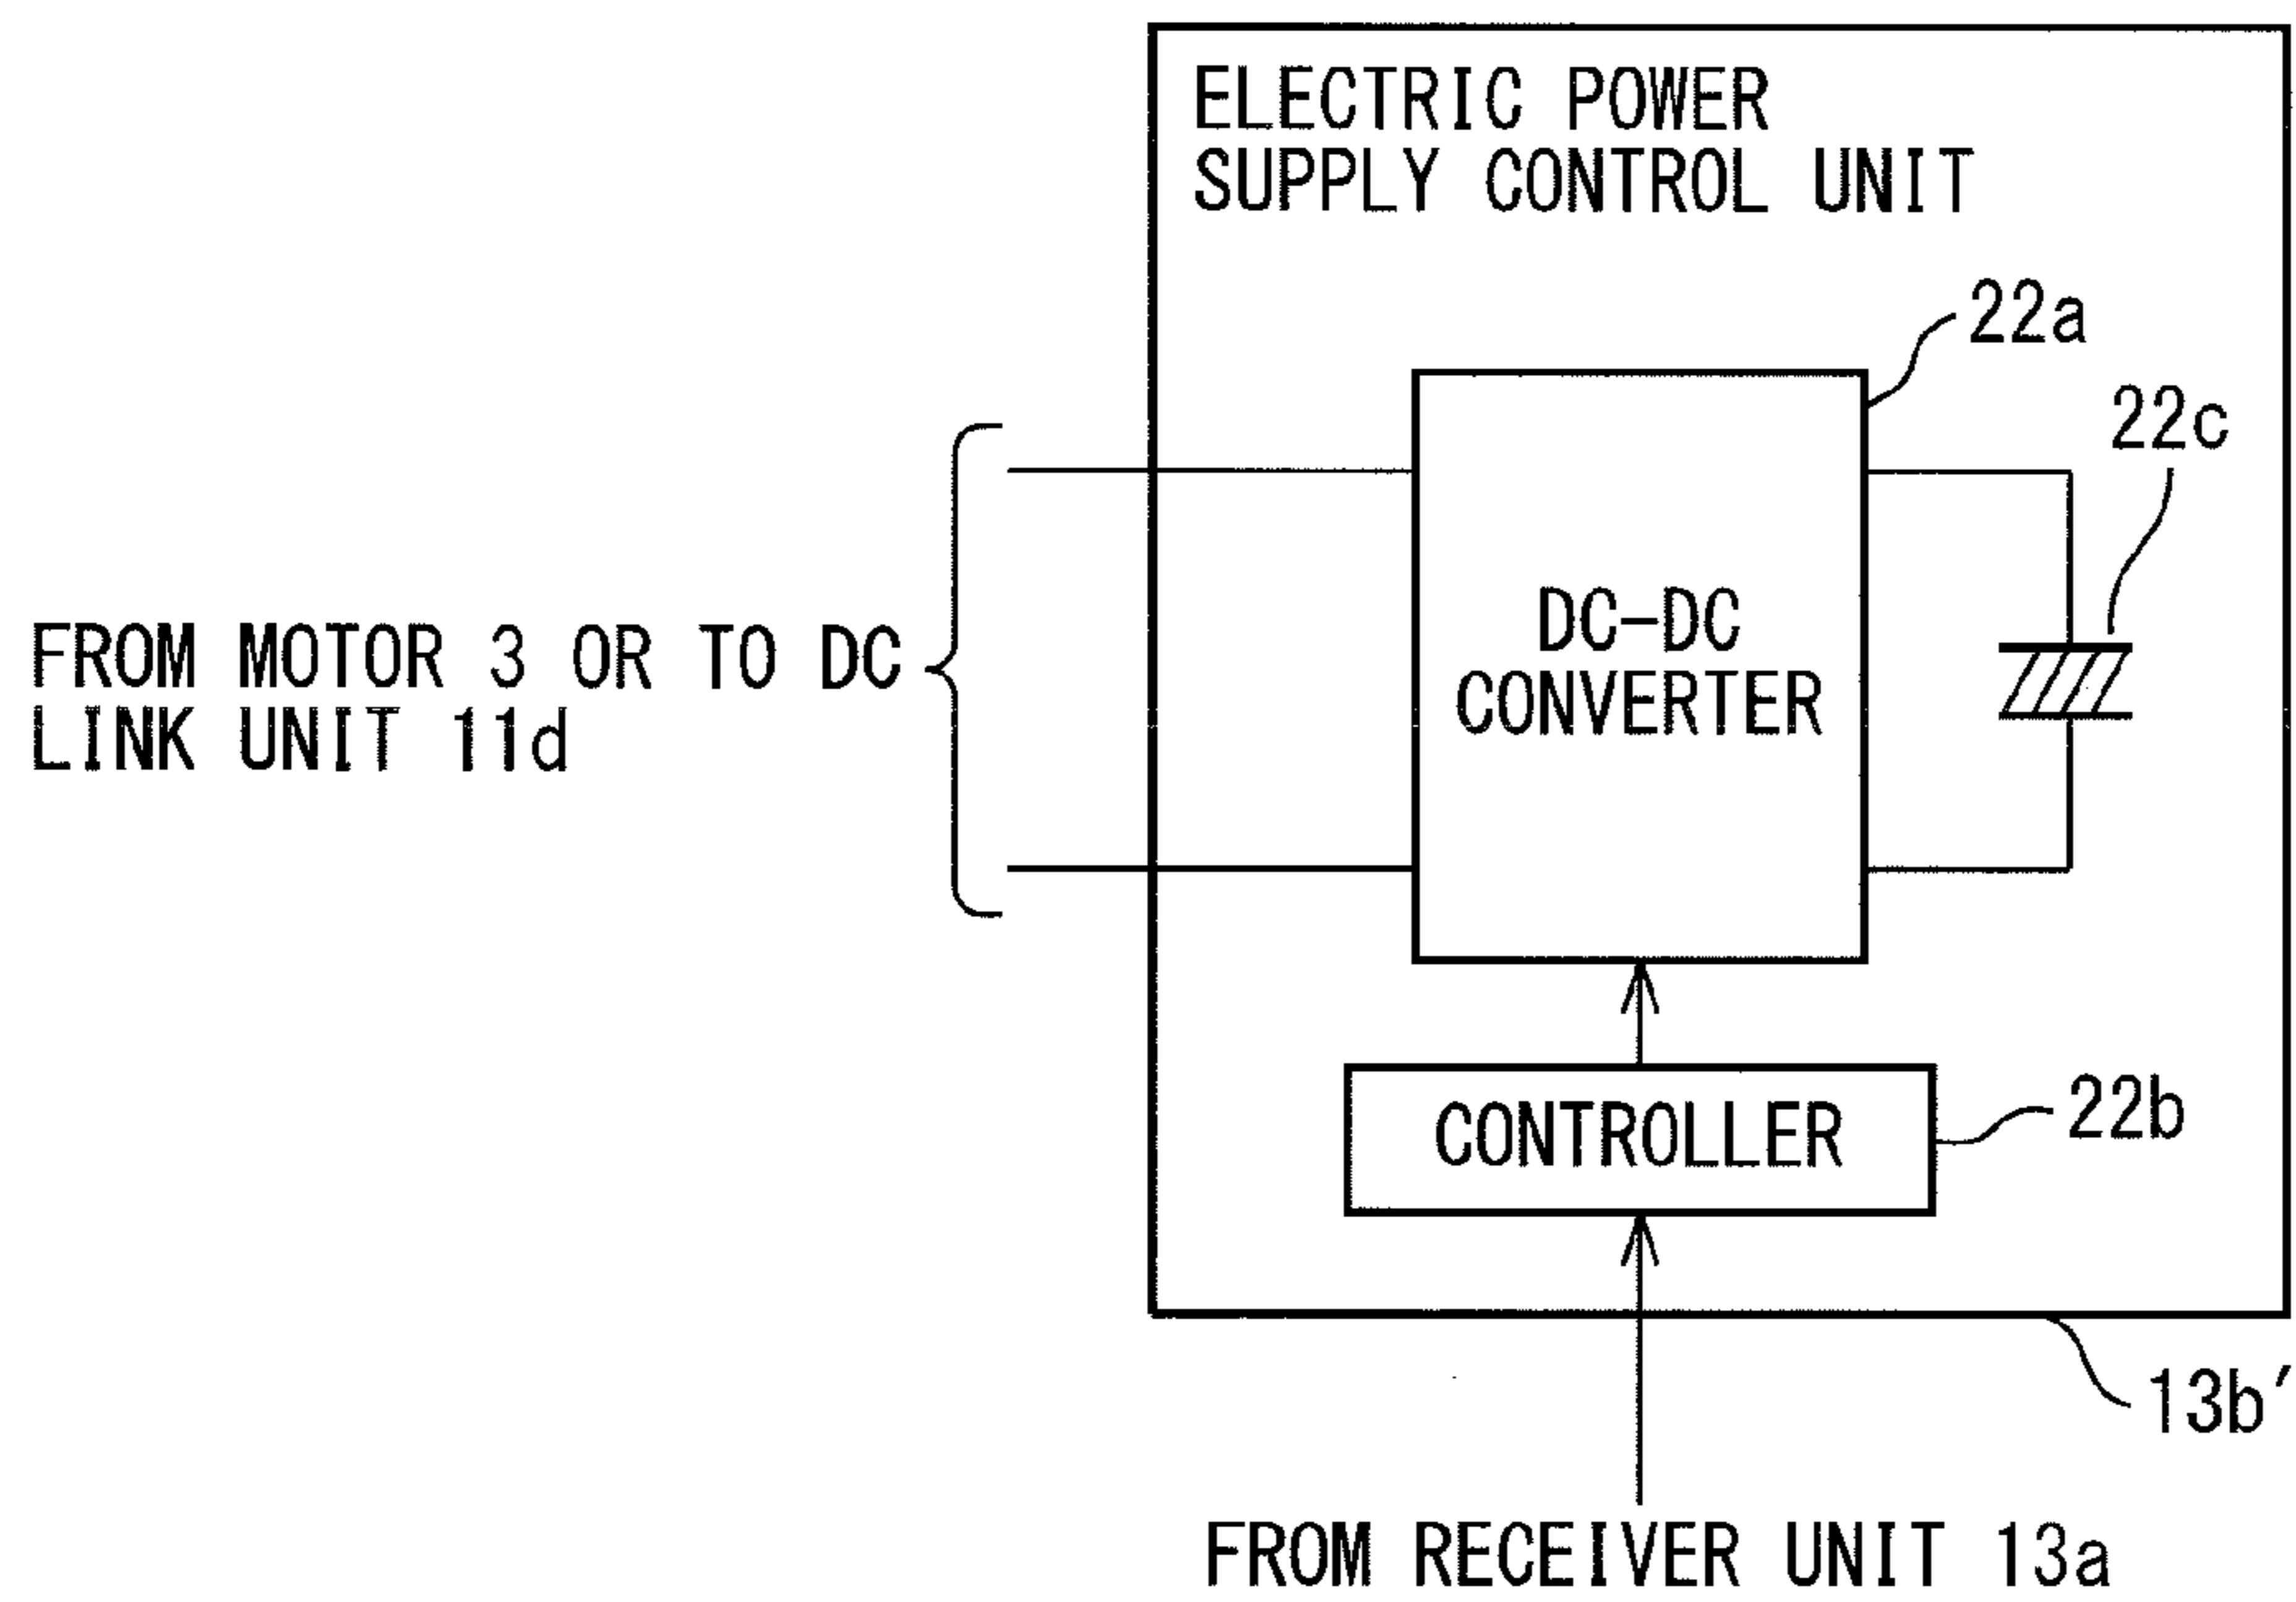 ELECTRIC POWER
SUPPLY CONTROL UNIT
22a
22c
DC-DC
CONVERTER
FROM MOTOR 3 OR TO DC
LINK UNIT 11d
CONTROLLER
22b
13b'
FROM RECEIVER UNIT 13a